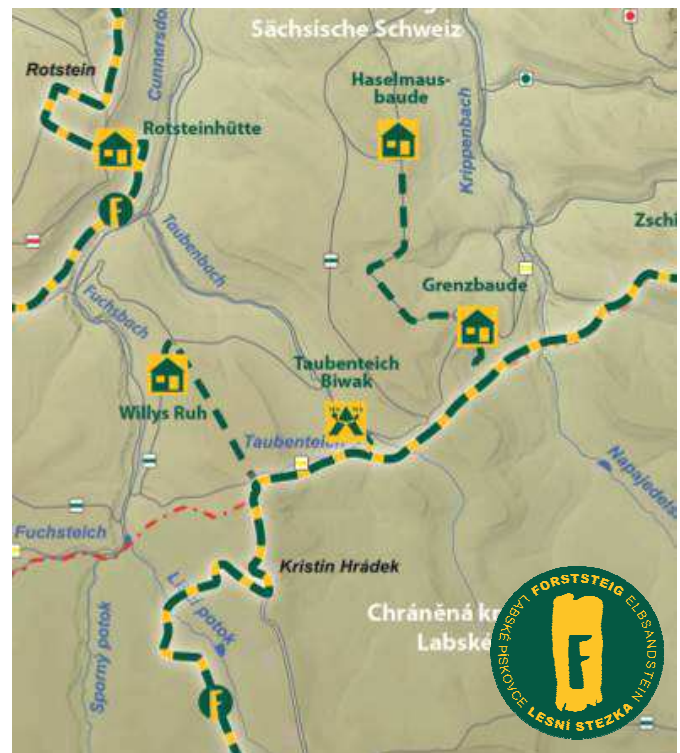 Sächsische Schweiz
Rotstein
Cunnersdo
Haselmaus-
baude
Rotsteinhütte
Krippenbach
F
Taubenbach
Zschi
Grenzbaude
Fuchsbach
Taubenteich
Biwak
Willys Ruh
Taubenteich
Napajedels
Fuchsteich
Kristin Hrádek
potok
Sporný potok
Chráněná kr
Labské
F
FORSTSTEIG ELBSANDSTEIN
LABSKÉ PÍSKOVCE LESNÍ STEZKA
F